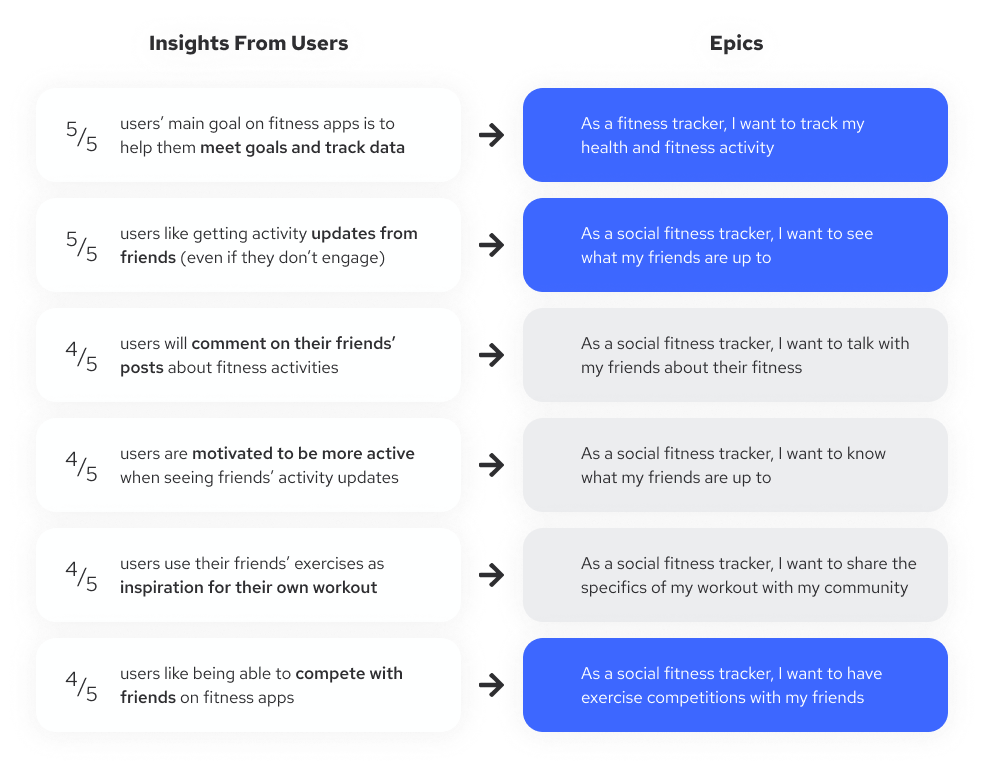 Insights From Users
Epics
5/5
users’ main goal on fitness apps is to
help them meet goals and track data
As a fitness tracker, I want to track my
health and fitness activity
5/5
users like getting activity updates from
friends (even if they don’t engage)
As a social fitness tracker, I want to see
what my friends are up to
4/5
users will comment on their friends’
posts about fitness activities
As a social fitness tracker, I want to talk with
my friends about their fitness
4/5
users are motivated to be more active
when seeing friends’ activity updates
As a social fitness tracker, I want to know
what my friends are up to
4/5
users use their friends’ exercises as
inspiration for their own workout
As a social fitness tracker, I want to share the
specifics of my workout with my community
4/5
users like being able to compete with
friends on fitness apps
As a social fitness tracker, I want to have
exercise competitions with my friends